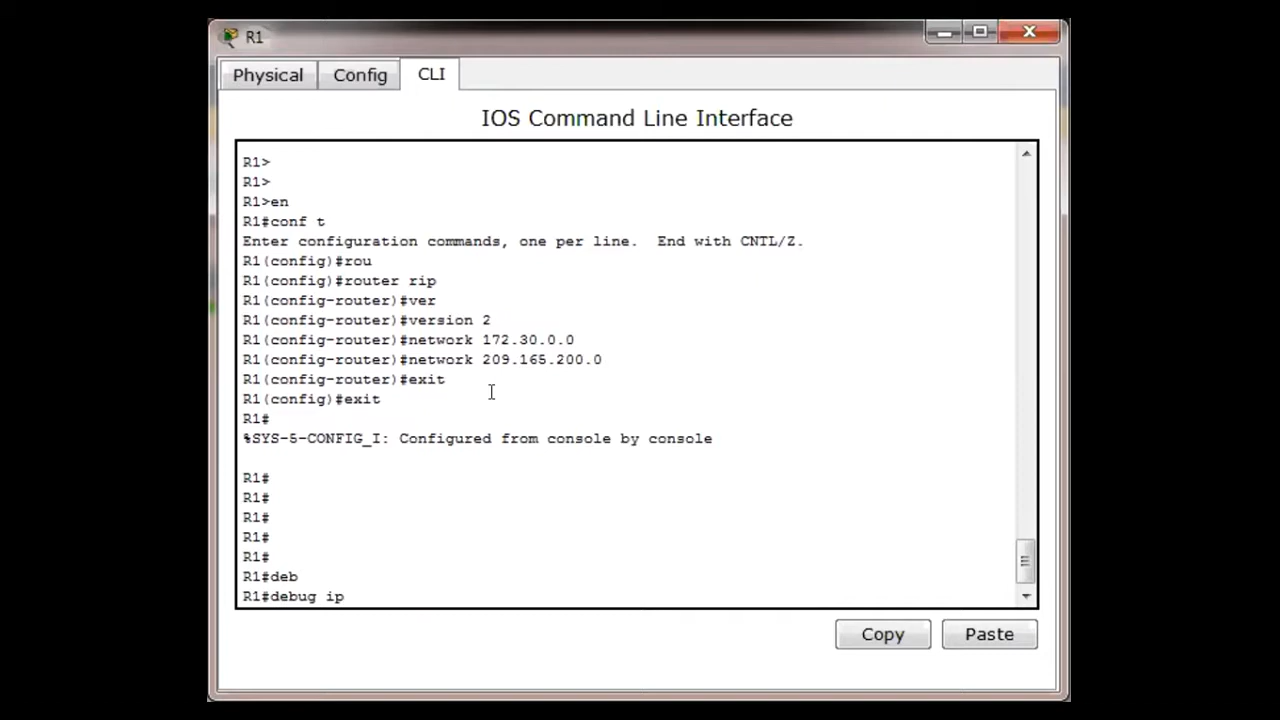 R1
Physical Config CLI
IOS Command Line Interface
R1>
R1>
R1>en
R1#conf t
Enter configuration commands, one per line.  End with CNTL/Z.
R1(config)#rou
R1(config)#router rip
R1(config-router)#ver
R1(config-router)#version 2
R1(config-router)#network 172.30.0.0
R1(config-router)#network 209.165.200.0
R1(config-router)#exit
R1(config)#exit
R1#
%SYS-5-CONFIG_I: Configured from console by console
R1#
R1#
R1#
R1#
R1#
R1#deb
R1#debug ip
Copy Paste